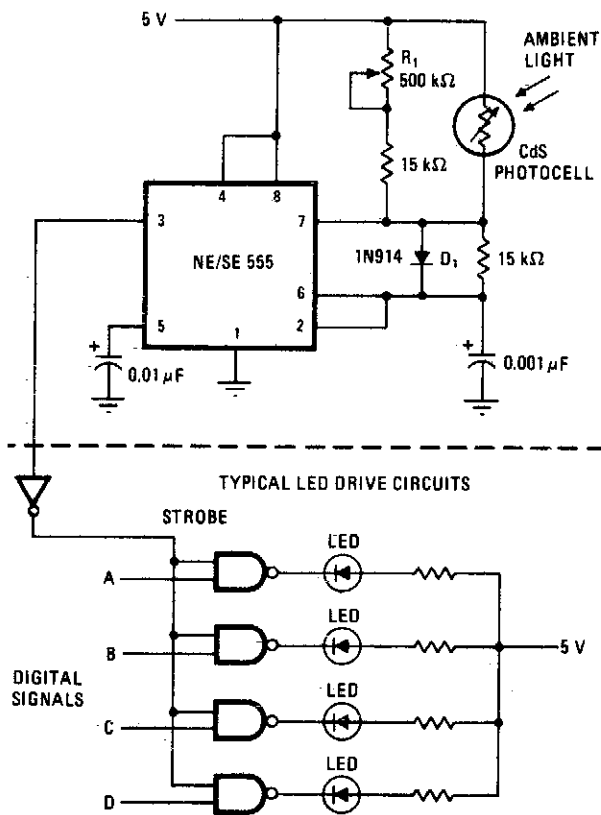 5 V
R1
500 kΩ
AMBIENT
LIGHT
CdS
PHOTOCELL
15 kΩ
4
8
3
7
NE/SE 555
1N914
D1
15 kΩ
6
5
1
2
+
0.01 µF
+
0.001 µF
TYPICAL LED DRIVE CIRCUITS
STROBE
LED
A
LED
B
5 V
DIGITAL
SIGNALS
LED
C
LED
D